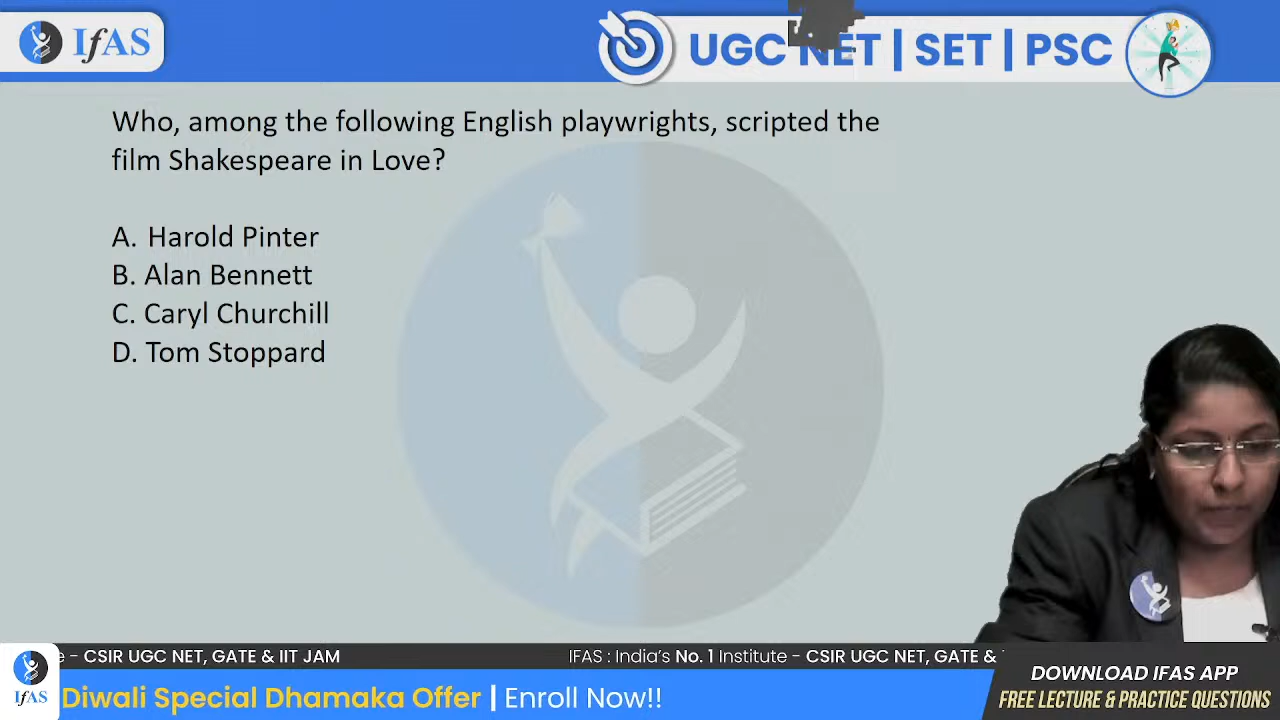 IfAS
UGC NET | SET | PSC
Who, among the following English playwrights, scripted the
film Shakespeare in Love?
A. Harold Pinter
B. Alan Bennett
C. Caryl Churchill
D. Tom Stoppard
- CSIR UGC NET, GATE & IIT JAM
IFAS : India's No. 1 Institute - CSIR UGC NET, GATE &
IfAS
Diwali Special Dhamaka Offer | Enroll Now!!
DOWNLOAD IFAS APP
FREE LECTURE & PRACTICE QUESTIONS